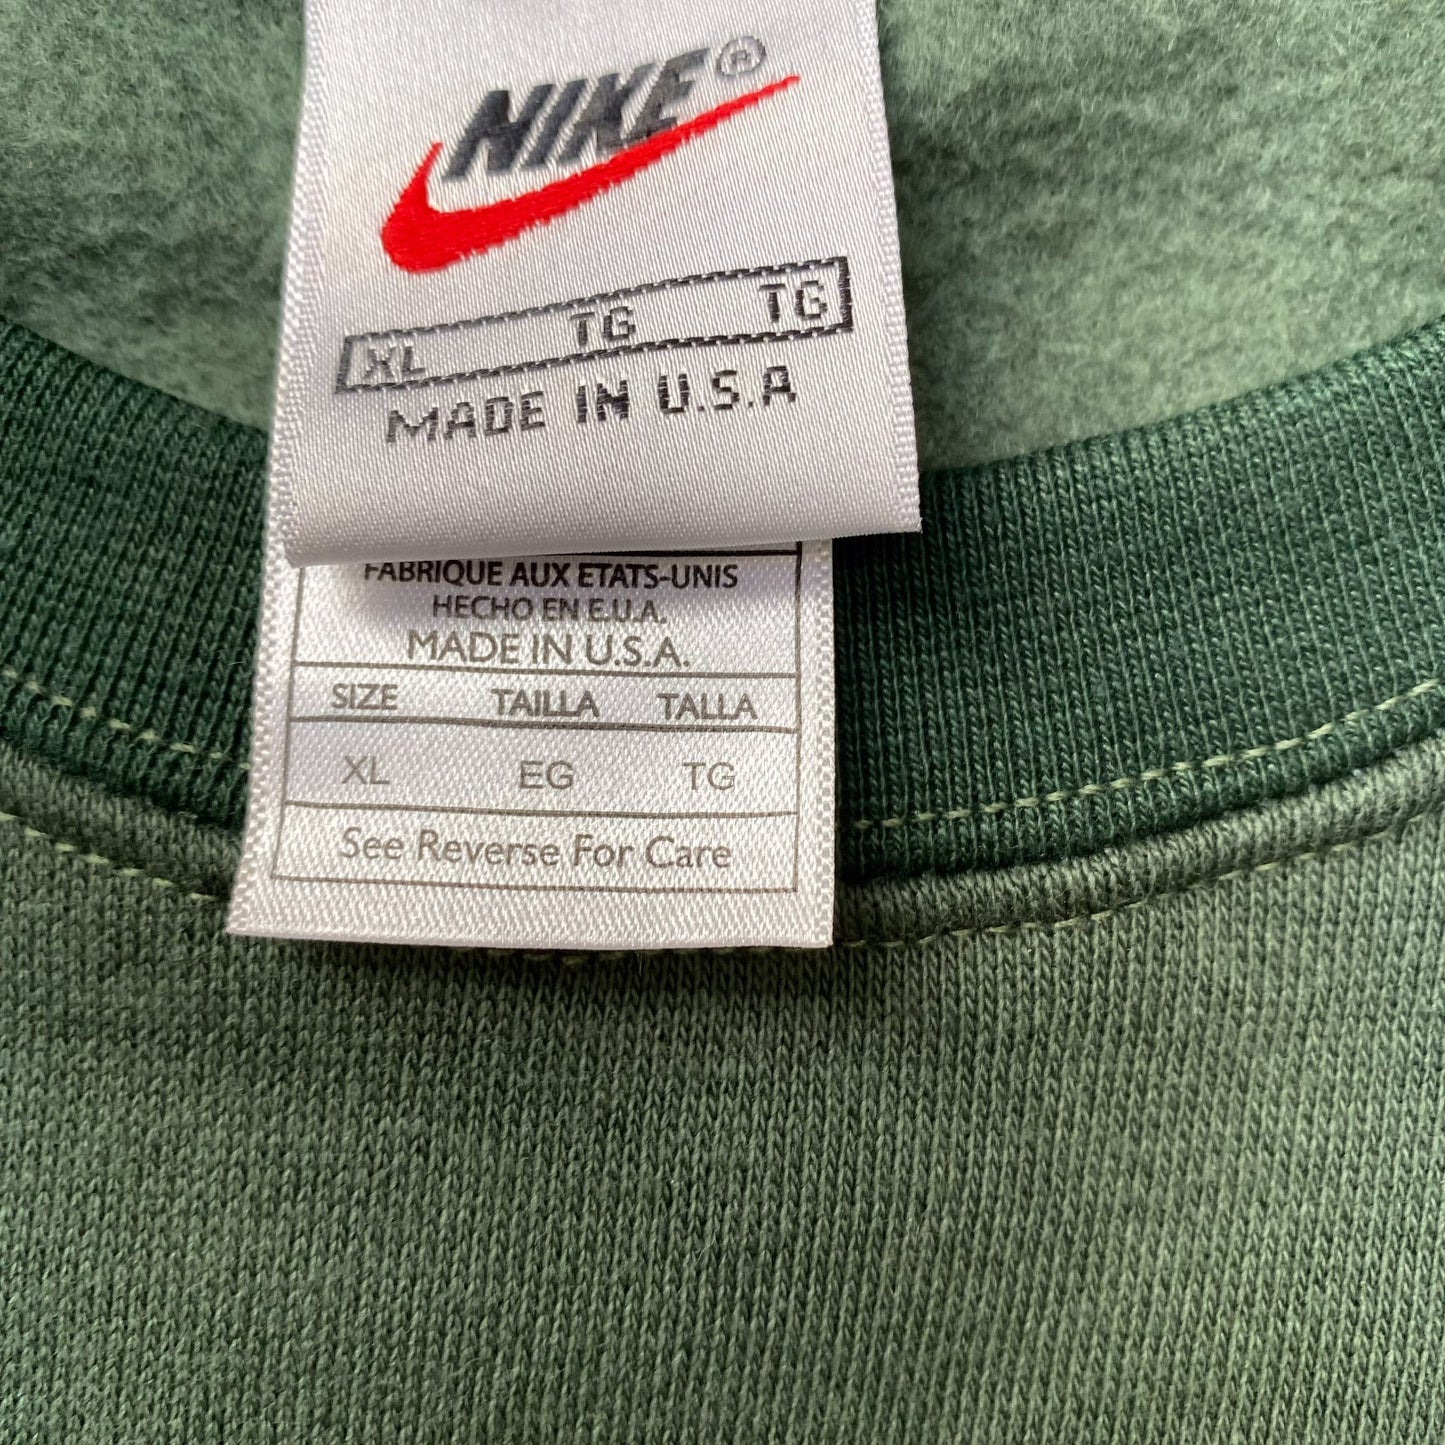 NIKE®
XL TG TG
MADE IN U.S.A
FABRIQUE AUX ETATS-UNIS
HECHO EN E.U.A.
MADE IN U.S.A.
SIZE TAILLA TALLA
XL EG TG
See Reverse For Care